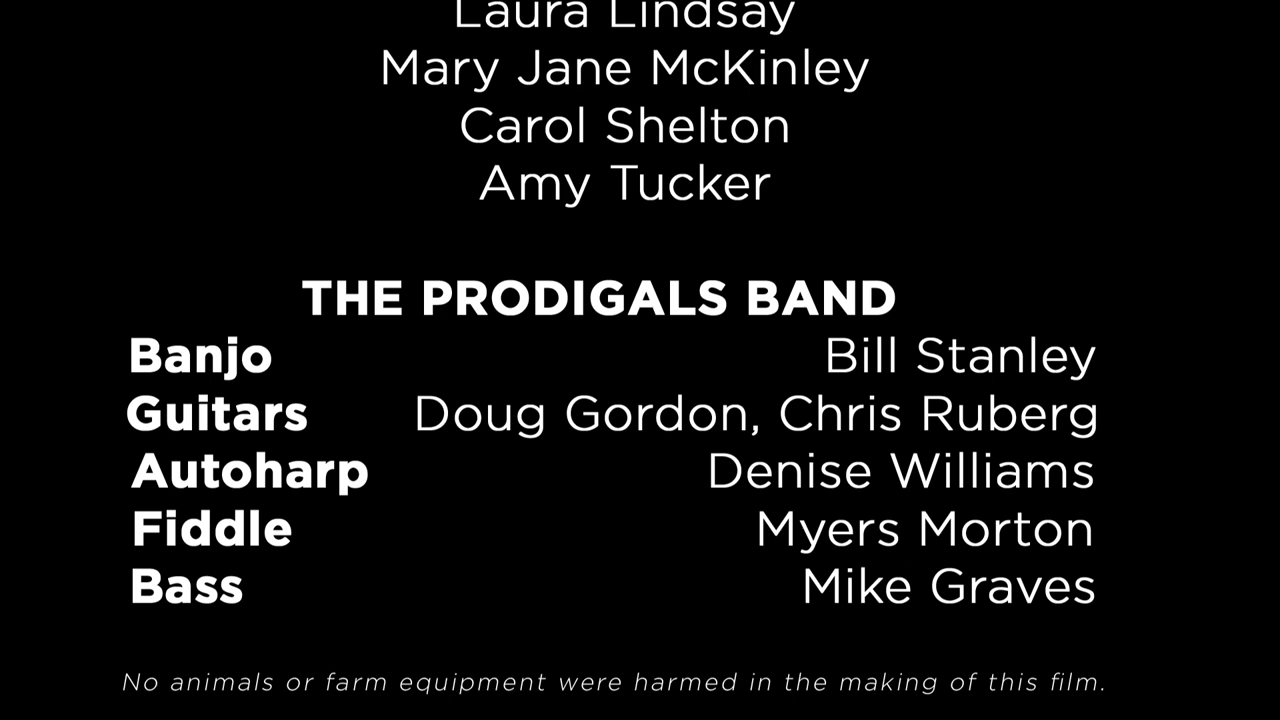 Laura Lindsay
Mary Jane McKinley
Carol Shelton
Amy Tucker
THE PRODIGALS BAND
Banjo Bill Stanley
Guitars Doug Gordon, Chris Ruberg
Autoharp Denise Williams
Fiddle Myers Morton
Bass Mike Graves
No animals or farm equipment were harmed in the making of this film.